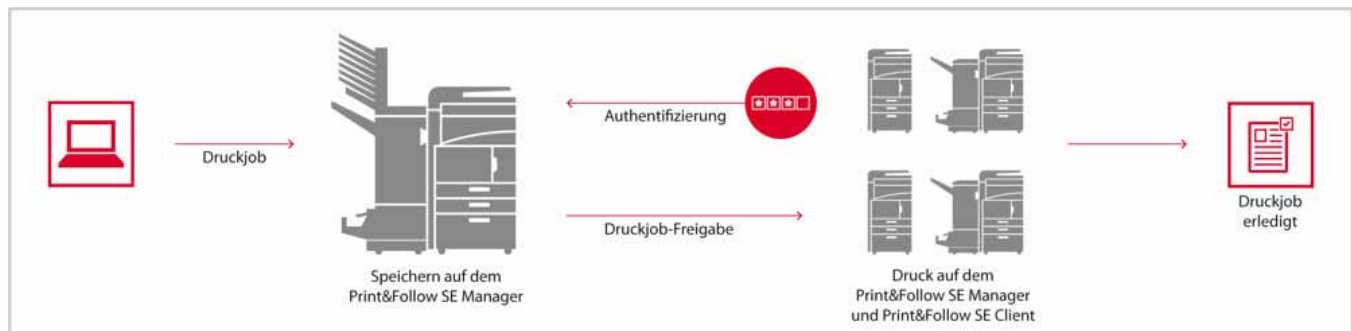 Druckjob
Speichern auf dem
Print&Follow SE Manager
Authentifizierung
Druckjob-Freigabe
Druck auf dem
Print&Follow SE Manager
und Print&Follow SE Client
Druckjob
erledigt